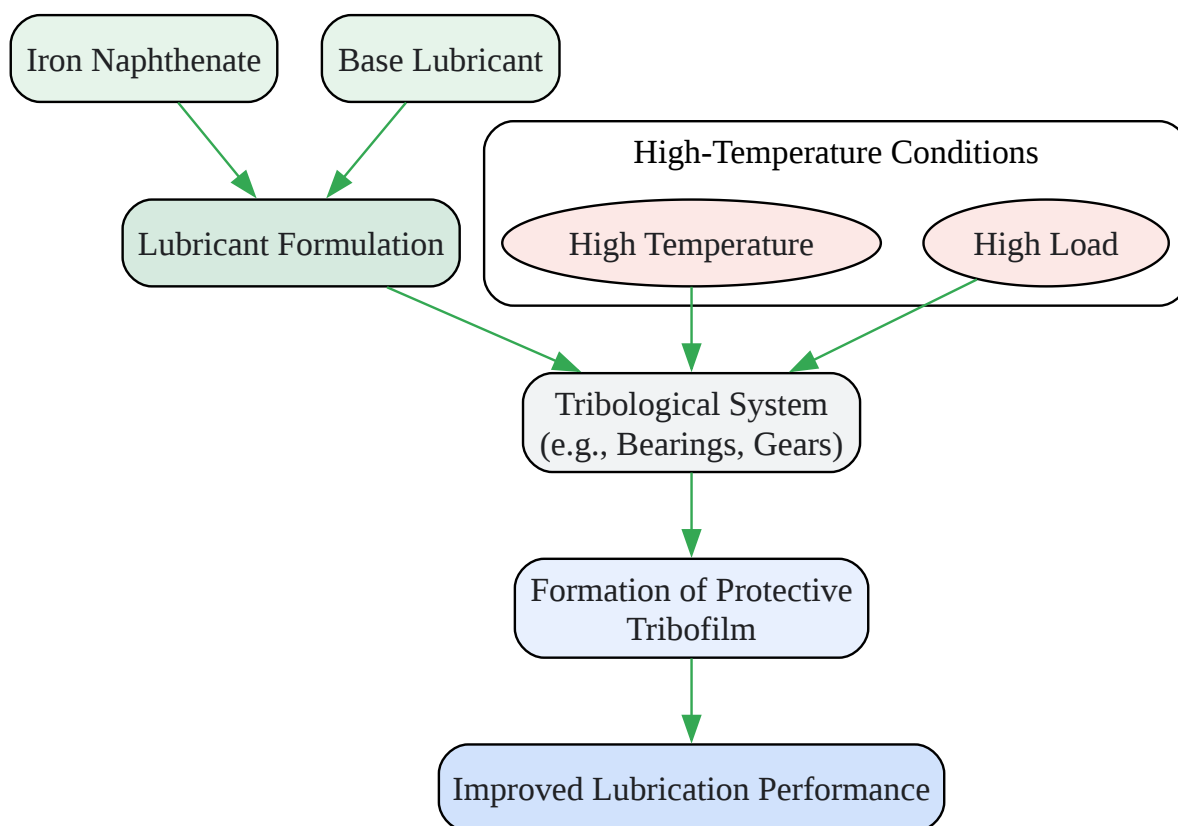 Iron Naphthenate
Base Lubricant
High-Temperature Conditions
Lubricant Formulation
High Temperature
High Load
Tribological System
(e.g., Bearings, Gears)
Formation of Protective
Tribofilm
Improved Lubrication Performance